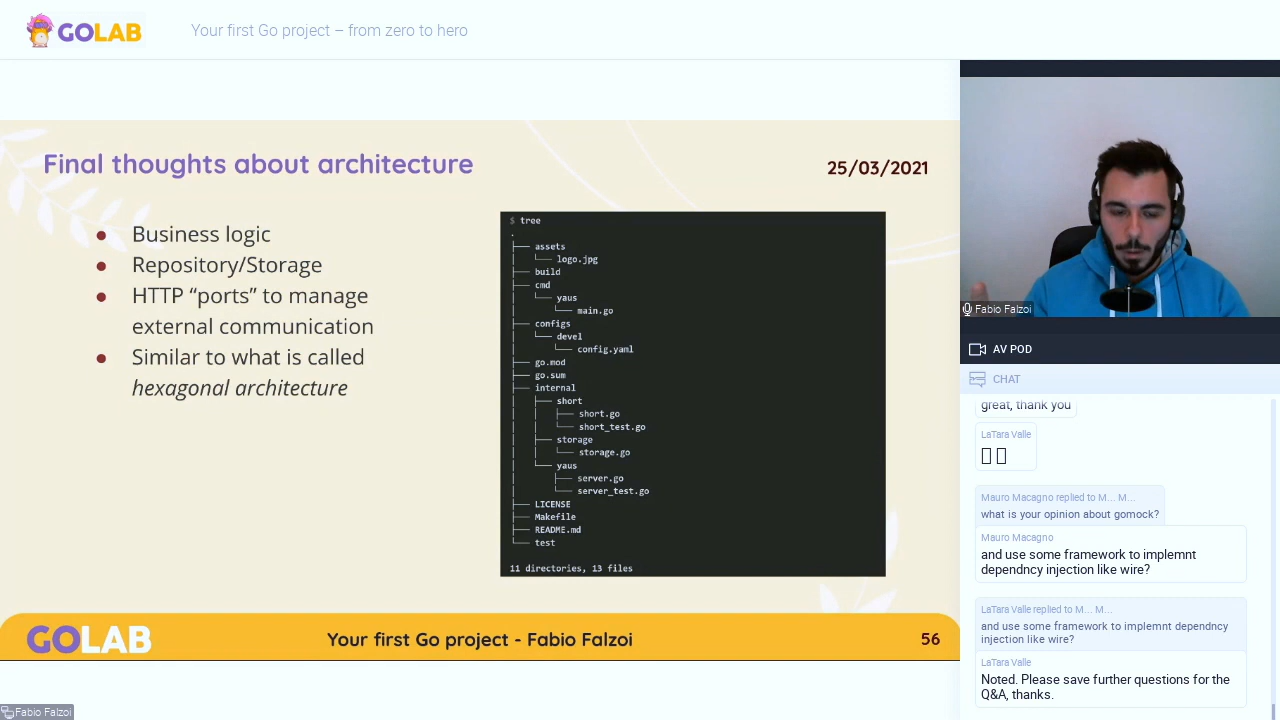 GOLAB
Your first Go project – from zero to hero
Final thoughts about architecture
25/03/2021
● Business logic
● Repository/Storage
● HTTP “ports” to manage
external communication
● Similar to what is called
hexagonal architecture
$ tree
.
├── assets
│   └── logo.jpg
├── build
├── cmd
│   └── yaus
│       └── main.go
├── configs
│   └── devel
│       └── config.yaml
├── go.mod
├── go.sum
├── internal
│   ├── short
│   │   ├── short.go
│   │   └── short_test.go
│   ├── storage
│   │   └── storage.go
│   └── yaus
│       ├── server.go
│       └── server_test.go
├── LICENSE
├── Makefile
├── README.md
└── test
11 directories, 13 files
GOLAB
Your first Go project - Fabio Falzoi
56
Fabio Falzoi
Fabio Falzoi
AV POD
CHAT
great, thank you
LaTara Valle
Mauro Macagno replied to M... M...
what is your opinion about gomock?
Mauro Macagno
and use some framework to implemnt
dependncy injection like wire?
LaTara Valle replied to M... M...
and use some framework to implemnt dependncy
injection like wire?
LaTara Valle
Noted. Please save further questions for the
Q&A, thanks.